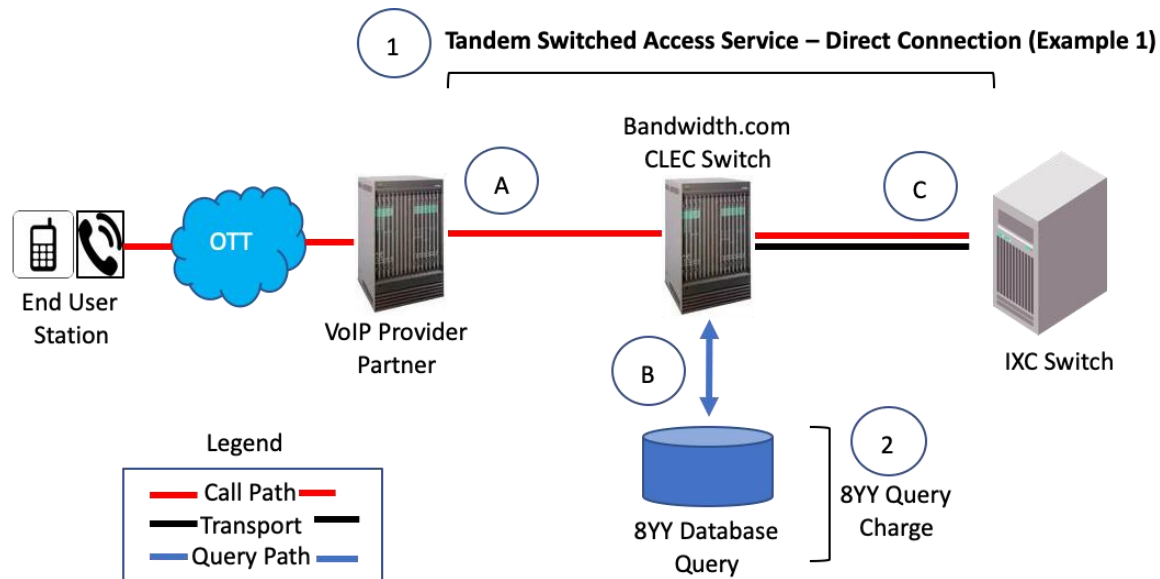 1
Tandem Switched Access Service – Direct Connection (Example 1)
Bandwidth.com
CLEC Switch
A
C
OTT
End User
Station
VoIP Provider
Partner
IXC Switch
B
Legend
Call Path
Transport
Query Path
8YY Database
Query
2
8YY Query
Charge